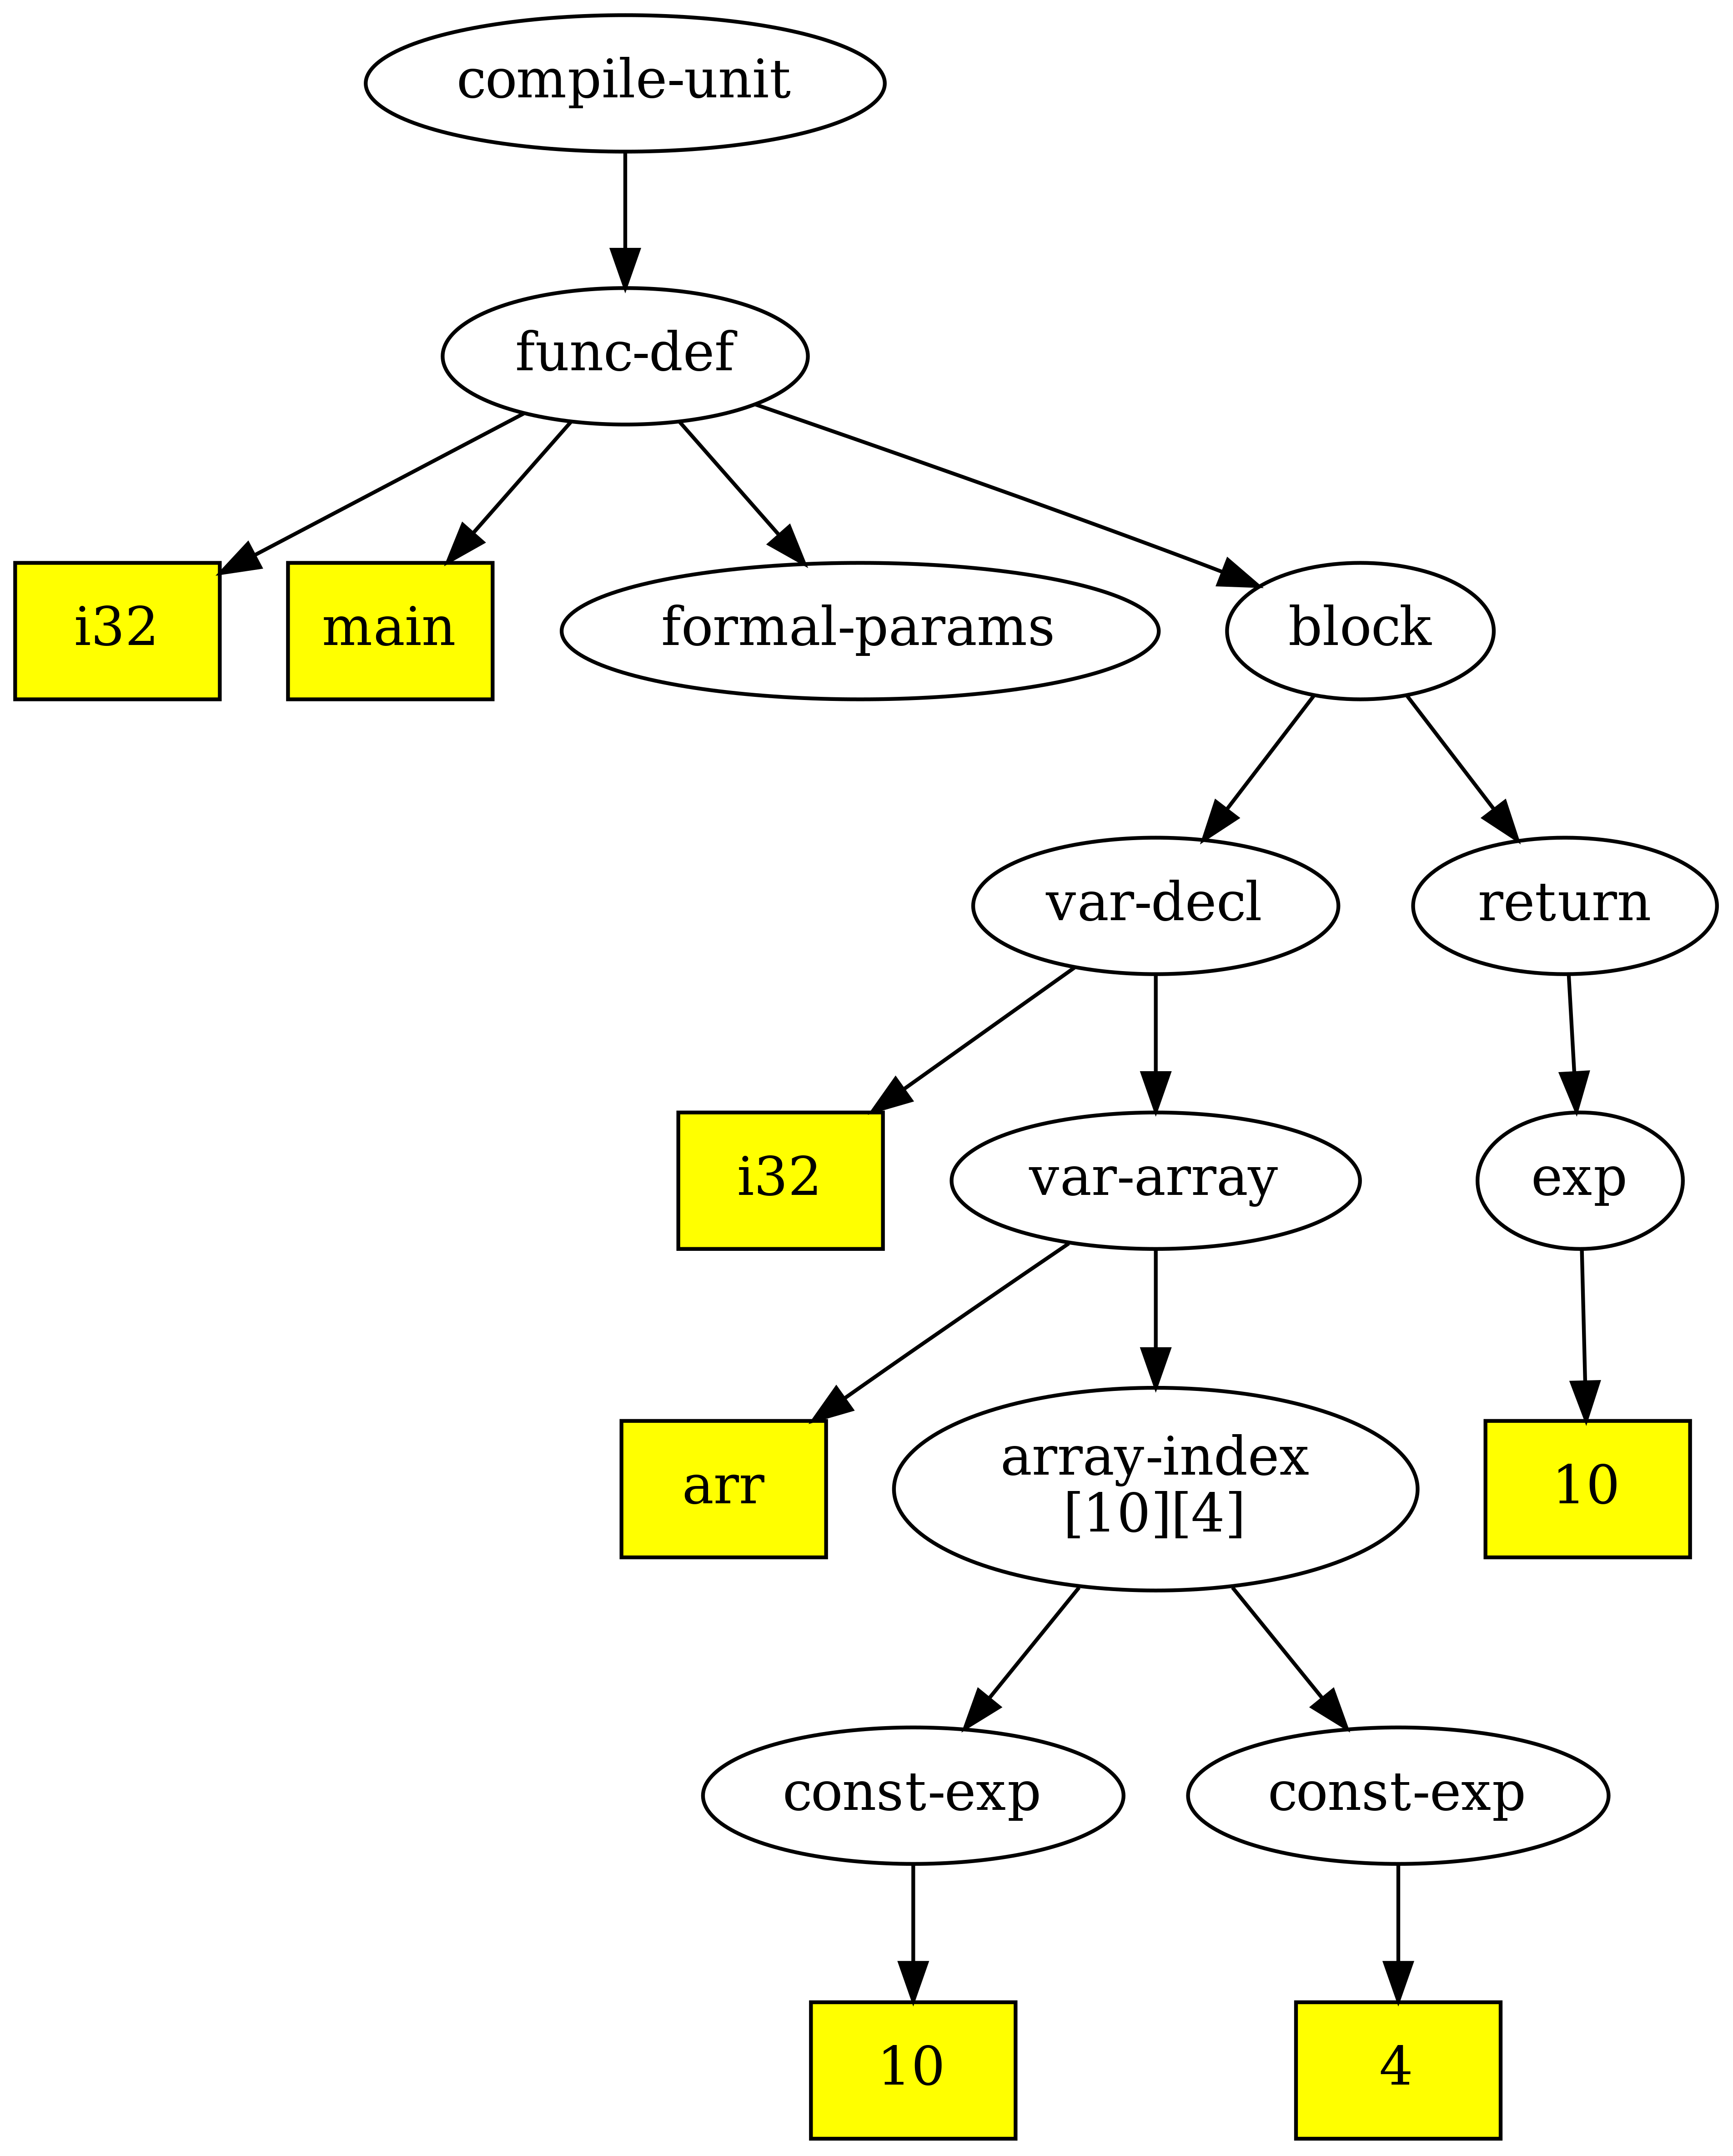 compile-unit
func-def
i32
main
formal-params
block
var-decl
return
i32
var-array
exp
arr
array-index
[10][4]
10
const-exp
const-exp
10
4